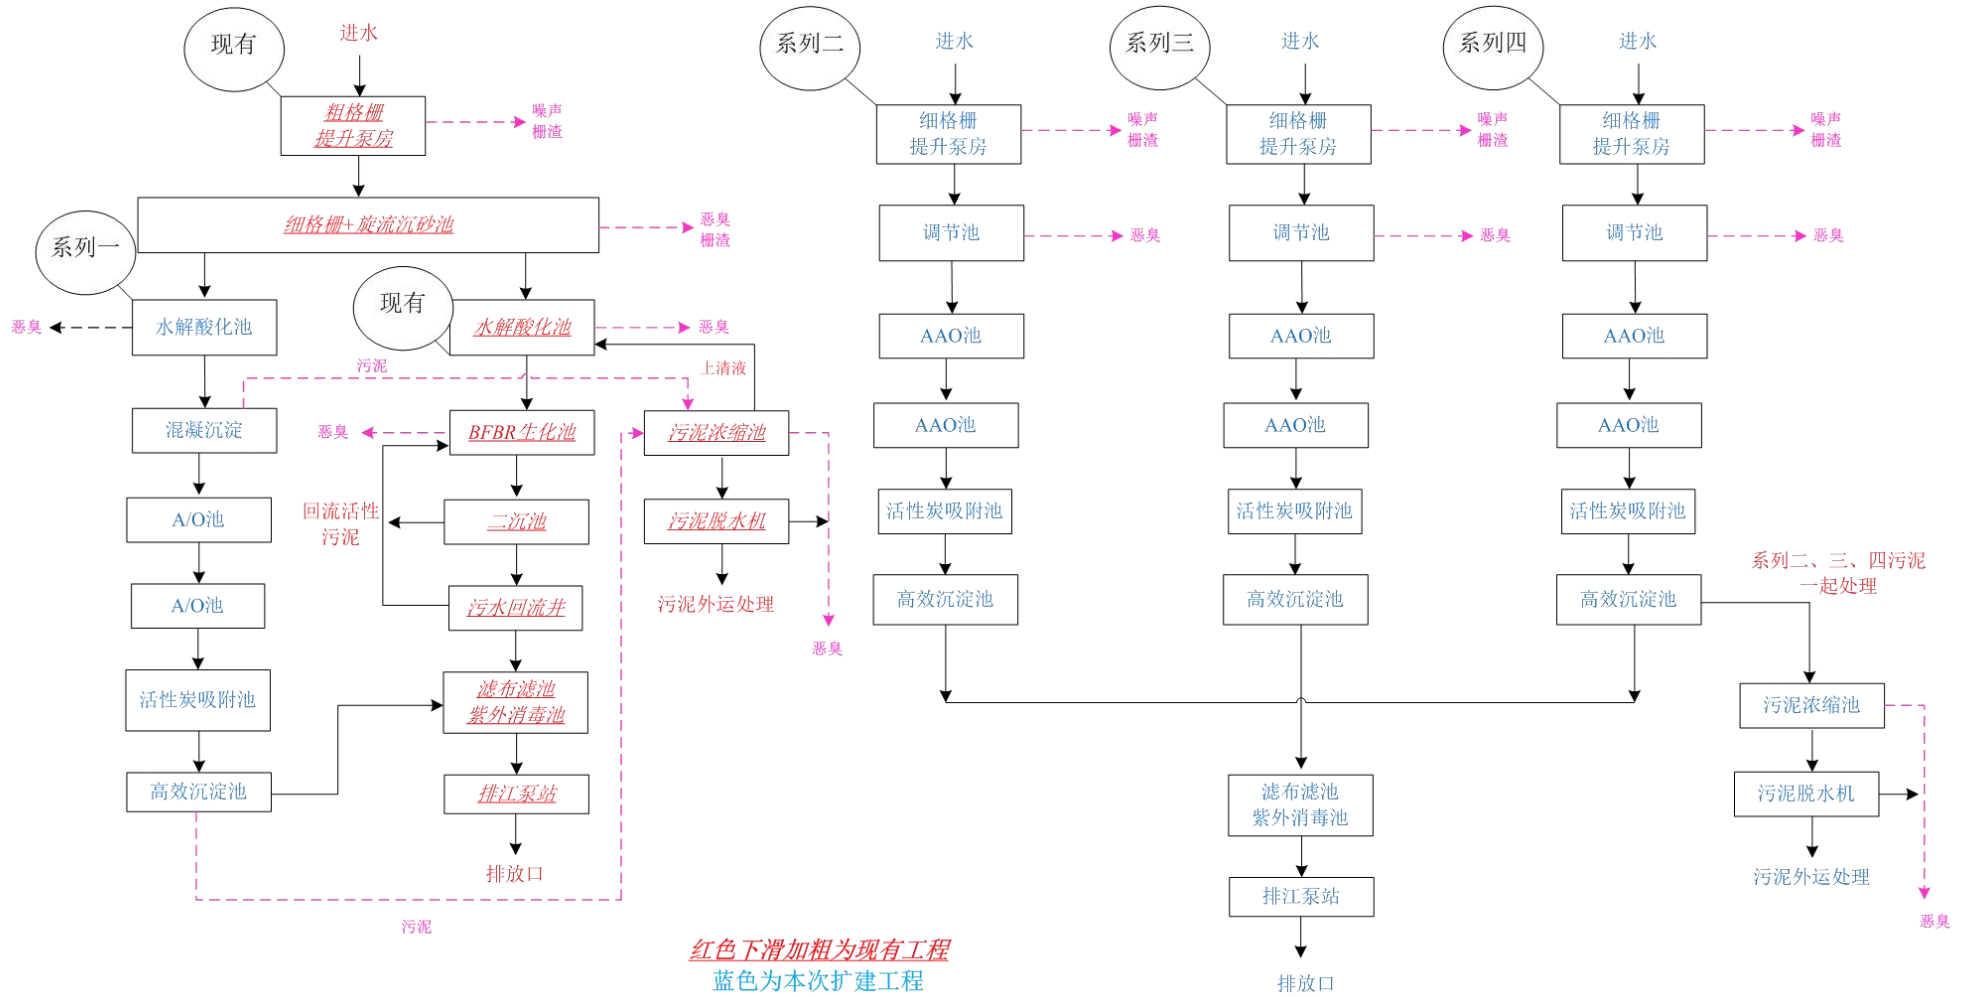 现有
进水
粗格栅
提升泵房
噪声
栅渣
细格栅+旋流沉砂池
恶臭
栅渣
系列一
水解酸化池
恶臭
现有
水解酸化池
恶臭
污泥
上清液
混凝沉淀
恶臭
BFBR生化池
污泥浓缩池
A/O池
回流活性
污泥
二沉池
污泥脱水机
A/O池
污水回流井
污泥外运处理
恶臭
活性炭吸附池
滤布滤池
紫外消毒池
高效沉淀池
排江泵站
排放口
污泥
系列二
进水
细格栅
提升泵房
噪声
栅渣
调节池
恶臭
AAO池
AAO池
活性炭吸附池
高效沉淀池
系列三
进水
细格栅
提升泵房
噪声
栅渣
调节池
恶臭
AAO池
AAO池
活性炭吸附池
高效沉淀池
滤布滤池
紫外消毒池
排江泵站
排放口
系列四
进水
细格栅
提升泵房
噪声
栅渣
调节池
恶臭
AAO池
AAO池
活性炭吸附池
高效沉淀池
系列二、三、四污泥
一起处理
污泥浓缩池
污泥脱水机
污泥外运处理
恶臭
红色下滑加粗为现有工程
蓝色为本次扩建工程